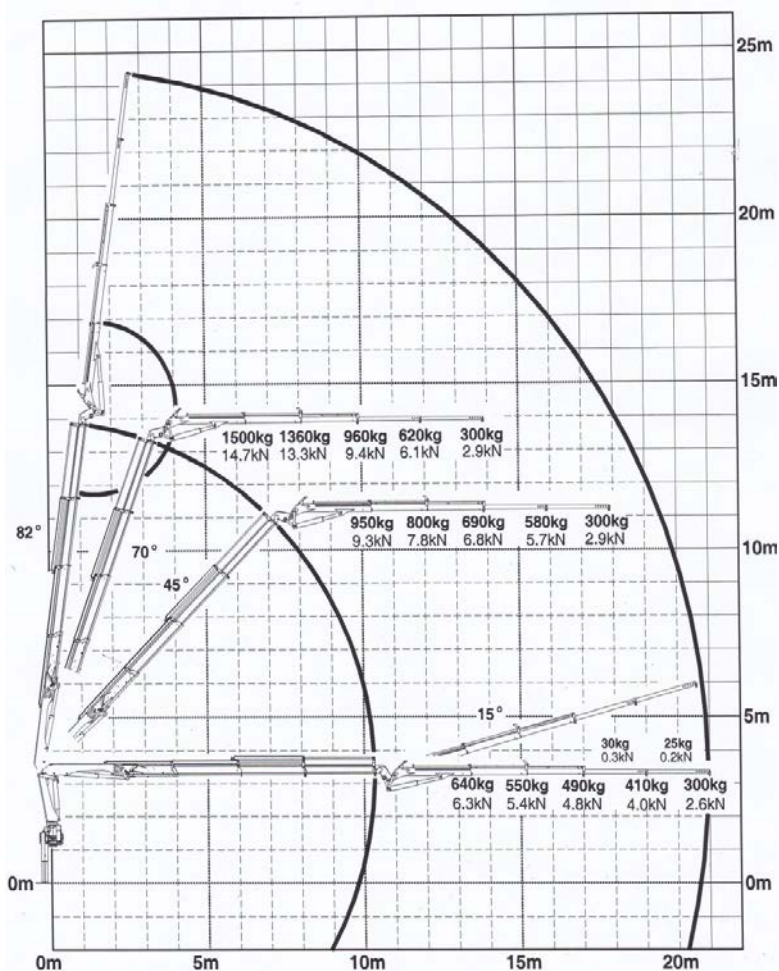 25m
20m
15m
1500kg 1360kg 960kg 620kg 300kg
14.7kN 13.3kN 9.4kN 6.1kN 2.9kN
82°
70°
950kg 800kg 690kg 580kg 300kg
9.3kN 7.8kN 6.8kN 5.7kN 2.9kN
10m
45°
15°
5m
30kg 25kg
0.3kN 0.2kN
640kg 550kg 490kg 410kg 300kg
6.3kN 5.4kN 4.8kN 4.0kN 2.6kN
0m 0m
0m 5m 10m 15m 20m